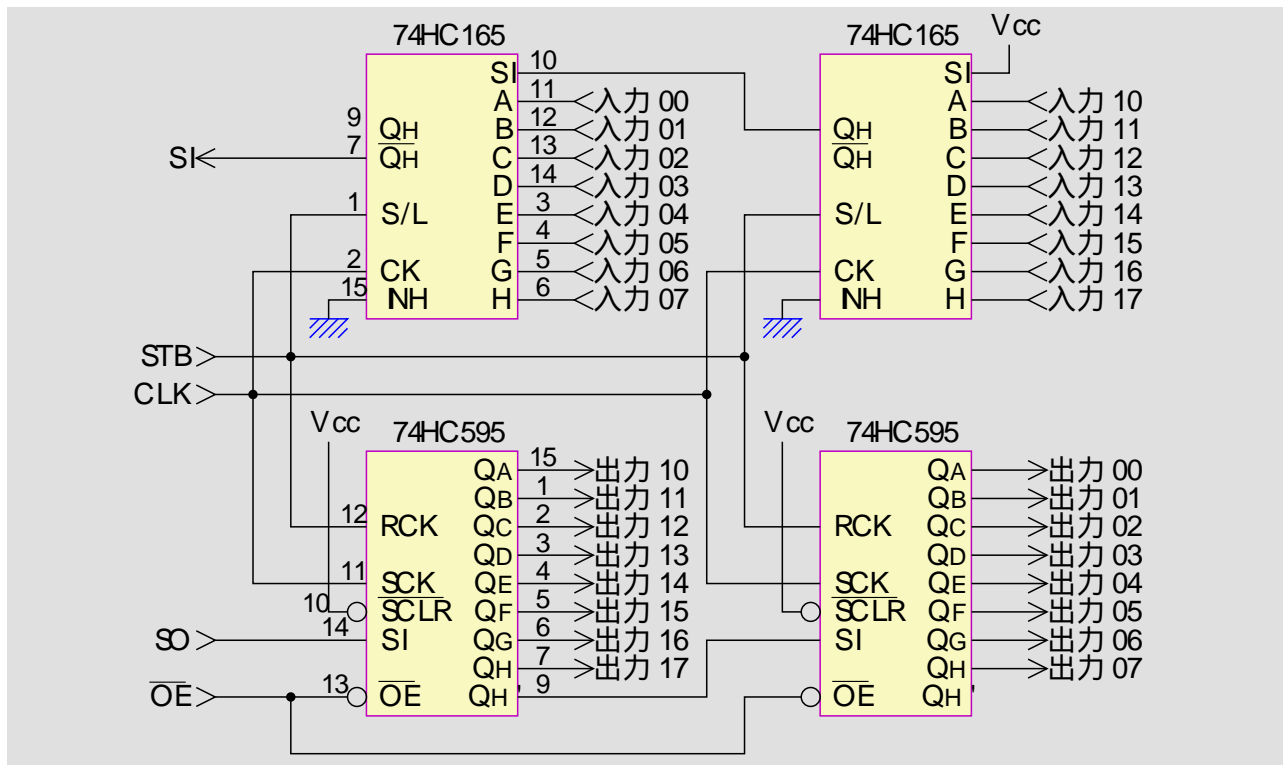 74HC165
SI 10
A 11 入力 00
9 QH B 12 入力 01
SI 7 QH C 13 入力 02
D 14 入力 03
1 S/L E 3 入力 04
F 4 入力 05
2 CK G 5 入力 06
15 INH H 6 入力 07
74HC165
Vcc
SI
A 入力 10
QH B 入力 11
QH C 入力 12
D 入力 13
S/L E 入力 14
F 入力 15
CK G 入力 16
INH H 入力 17
STB
CLK
Vcc
74HC595
QA 15 出力 10
QB 1 出力 11
12 RCK QC 2 出力 12
QD 3 出力 13
11 SCK QE 4 出力 14
10 SCLR QF 5 出力 15
SO 14 SI QG 6 出力 16
QH 7 出力 17
OE 13 OE QH' 9
Vcc
74HC595
QA 出力 00
QB 出力 01
RCK QC 出力 02
QD 出力 03
SCK QE 出力 04
SCLR QF 出力 05
SI QG 出力 06
QH 出力 07
OE QH'